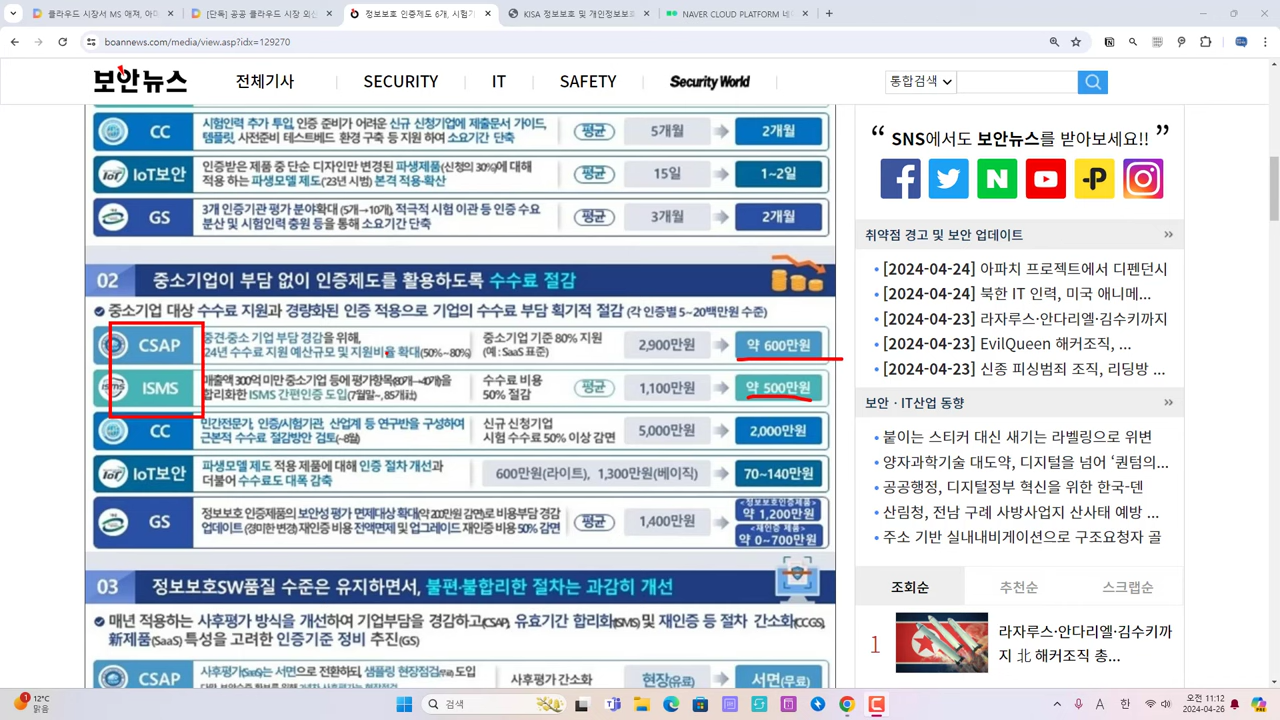 클라우드 시장서 MS 애저, 아마
[단독] 공공 클라우드 시장 외산
정보보호 인증제도 6개, 시험기
KISA 정보보호 및 개인정보보호
NAVER CLOUD PLATFORM 네이
boannews.com/media/view.asp?idx=129270
보안뉴스 전체기사 SECURITY IT SAFETY Security World
통합검색
CC
시험인력 추가 투입, 인증 준비가 어려운 신규 신청기업에 제출문서 가이드,
템플릿, 사전준비 테스트베드 환경 구축 등 지원 하여 소요기간 단축
평균 5개월 2개월
IoT보안
인증받은 제품 중 단순 디자인만 변경된 파생제품(신청의 30%)에 대해
적용 하는 파생모델 제도('23년 시범) 본격 적용·확산
평균 15일 1~2일
GS
3개 인증기관 평가 분야확대 (5개→10개), 적극적 시험 이관 등 인증 수요
분산 및 시험인력 충원 등을 통해 소요기간 단축
평균 3개월 2개월
02 중소기업이 부담 없이 인증제도를 활용하도록 수수료 절감
중소기업 대상 수수료 지원과 경량화된 인증 적용으로 기업의 수수료 부담 획기적 절감 (각 인증별 5~20백만원 수준)
CSAP
중견·중소 기업 부담 경감을 위해,
24년 수수료 지원 예산규모 및 지원비율 확대(50%~80%)
중소기업 기준 80% 지원
(예 : SaaS 표준)
2,900만원 약 600만원
ISMS
매출액 300억 미만 중소기업 등에 평가항목(80개→40개)을
합리화한 ISMS 간편인증 도입(7월말~, 85개社)
수수료 비용
50% 절감
평균 1,100만원 약 500만원
CC
민간전문가, 인증/시험기관, 산업계 등 연구반을 구성하여
근본적 수수료 절감방안 검토(~8월)
신규 신청기업
시험 수수료 50% 이상 감면
5,000만원 2,000만원
IoT보안
파생모델 제도 적용 제품에 대해 인증 절차 개선과
더불어 수수료도 대폭 감축
600만원(라이트), 1,300만원(베이직) 70~140만원
GS
정보보호 인증제품의 보안성 평가 면제대상 확대(약 200만원 감면)로 비용부담 경감
업데이트 (경미한 변경) 재인증 비용 전액면제 및 업그레이드 재인증 비용 50% 감면
평균 1,400만원
<정보보호인증제품>
약 1,200만원
<재인증 제품>
약 0~700만원
03 정보보호SW품질 수준은 유지하면서, 불편·불합리한 절차는 과감히 개선
매년 적용하는 사후평가 방식을 개선하여 기업부담을 경감하고(CSAP), 유효기간 합리화(ISMS) 및 재인증 등 절차 간소화(CC·GS),
新제품(SaaS) 특성을 고려한 인증기준 정비 추진(GS)
CSAP
사후평가(SaaS)는 서면으로 전환하되, 샘플링 현장점검(무료) 도입
사후평가 간소화
현장(유료) 서면(무료)
“ SNS에서도 보안뉴스를 받아보세요!! ”
취약점 경고 및 보안 업데이트
[2024-04-24] 아파치 프로젝트에서 디펜던시
[2024-04-24] 북한 IT 인력, 미국 애니메...
[2024-04-23] 라자루스·안다리엘·김수키까지
[2024-04-23] EvilQueen 해커조직, ...
[2024-04-23] 신종 피싱범죄 조직, 리딩방 ...
보안ㆍIT산업 동향
붙이는 스티커 대신 새기는 라벨링으로 위변
양자과학기술 대도약, 디지털을 넘어 ‘퀀텀의...
공공행정, 디지털정부 혁신을 위한 한국-덴
산림청, 전남 구례 사방사업지 산사태 예방 ...
주소 기반 실내내비게이션으로 구조요청자 골
조회순 추천순 스크랩순
1
라자루스·안다리엘·김수키까
지 北 해커조직 총...
12°C
맑음
검색
한
오전 11:12
2024-04-26